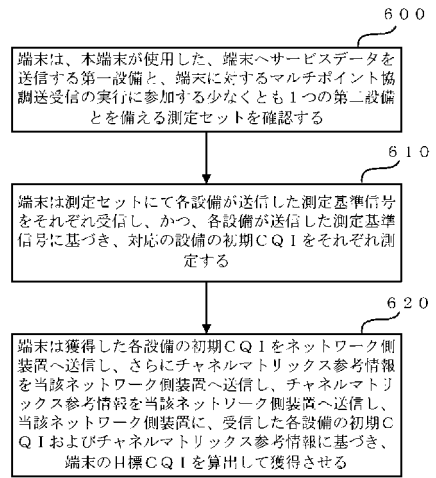 600
端末は、本端末が使用した、端末へサービスデータを
送信する第一設備と、端末に対するマルチポイント協
調送受信の実行に参加する少なくとも1つの第二設備
とを備える測定セットを確認する
610
端末は測定セットにて各設備が送信した測定基準信号
をそれぞれ受信し、かつ、各設備が送信した測定基準
信号に基づき、対応の設備の初期CQIをそれぞれ測
定する
620
端末は獲得した各設備の初期CQIをネットワーク側
装置へ送信し、さらにチャネルマトリックス参考情報
を当該ネットワーク側装置へ送信し、チャネルマトリ
ックス参考情報を当該ネットワーク側装置へ送信し、
当該ネットワーク側装置に、受信した各設備の初期C
QIおよびチャネルマトリックス参考情報に基づき、
端末の目標CQIを算出して獲得させる